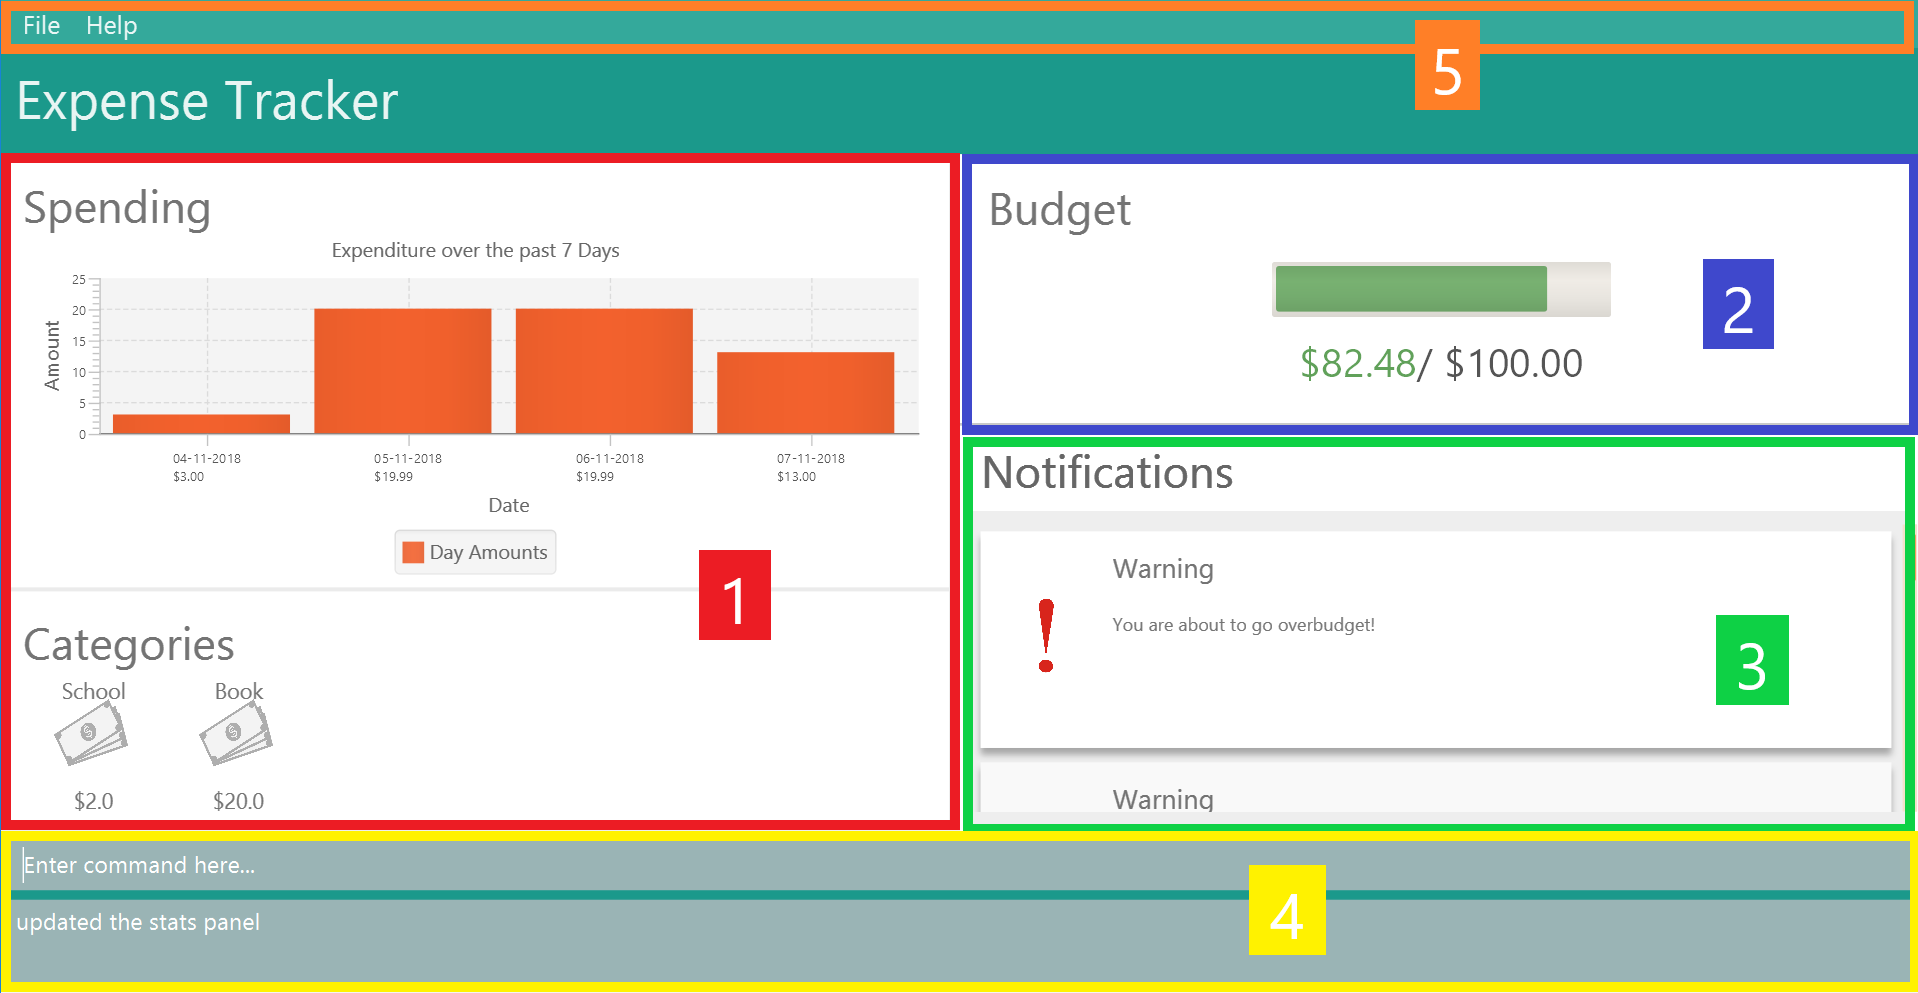 File Help
5
Expense Tracker
Spending
Expenditure over the past 7 Days
25
20
15
10
5
0
Amount
04-11-2018 05-11-2018 06-11-2018 07-11-2018
$3.00 $19.99 $19.99 $13.00
Date
Day Amounts
1
Categories
School Book
$2.0 $20.0
Budget
2
$82.48/ $100.00
Notifications
Warning
You are about to go overbudget!
3
Warning
Enter command here...
4
updated the stats panel